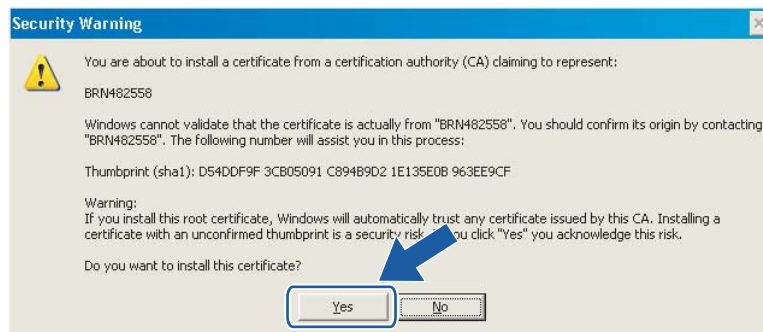 Security Warning
You are about to install a certificate from a certification authority (CA) claiming to represent:
BRN482558
Windows cannot validate that the certificate is actually from "BRN482558". You should confirm its origin by contacting
"BRN482558". The following number will assist you in this process:
Thumbprint (sha1): D54DDF9F 3CB05091 C894B9D2 1E135E0B 963EE9CF
Warning:
If you install this root certificate, Windows will automatically trust any certificate issued by this CA. Installing a
certificate with an unconfirmed thumbprint is a security risk. you click "Yes" you acknowledge this risk.
Do you want to install this certificate?
Yes No